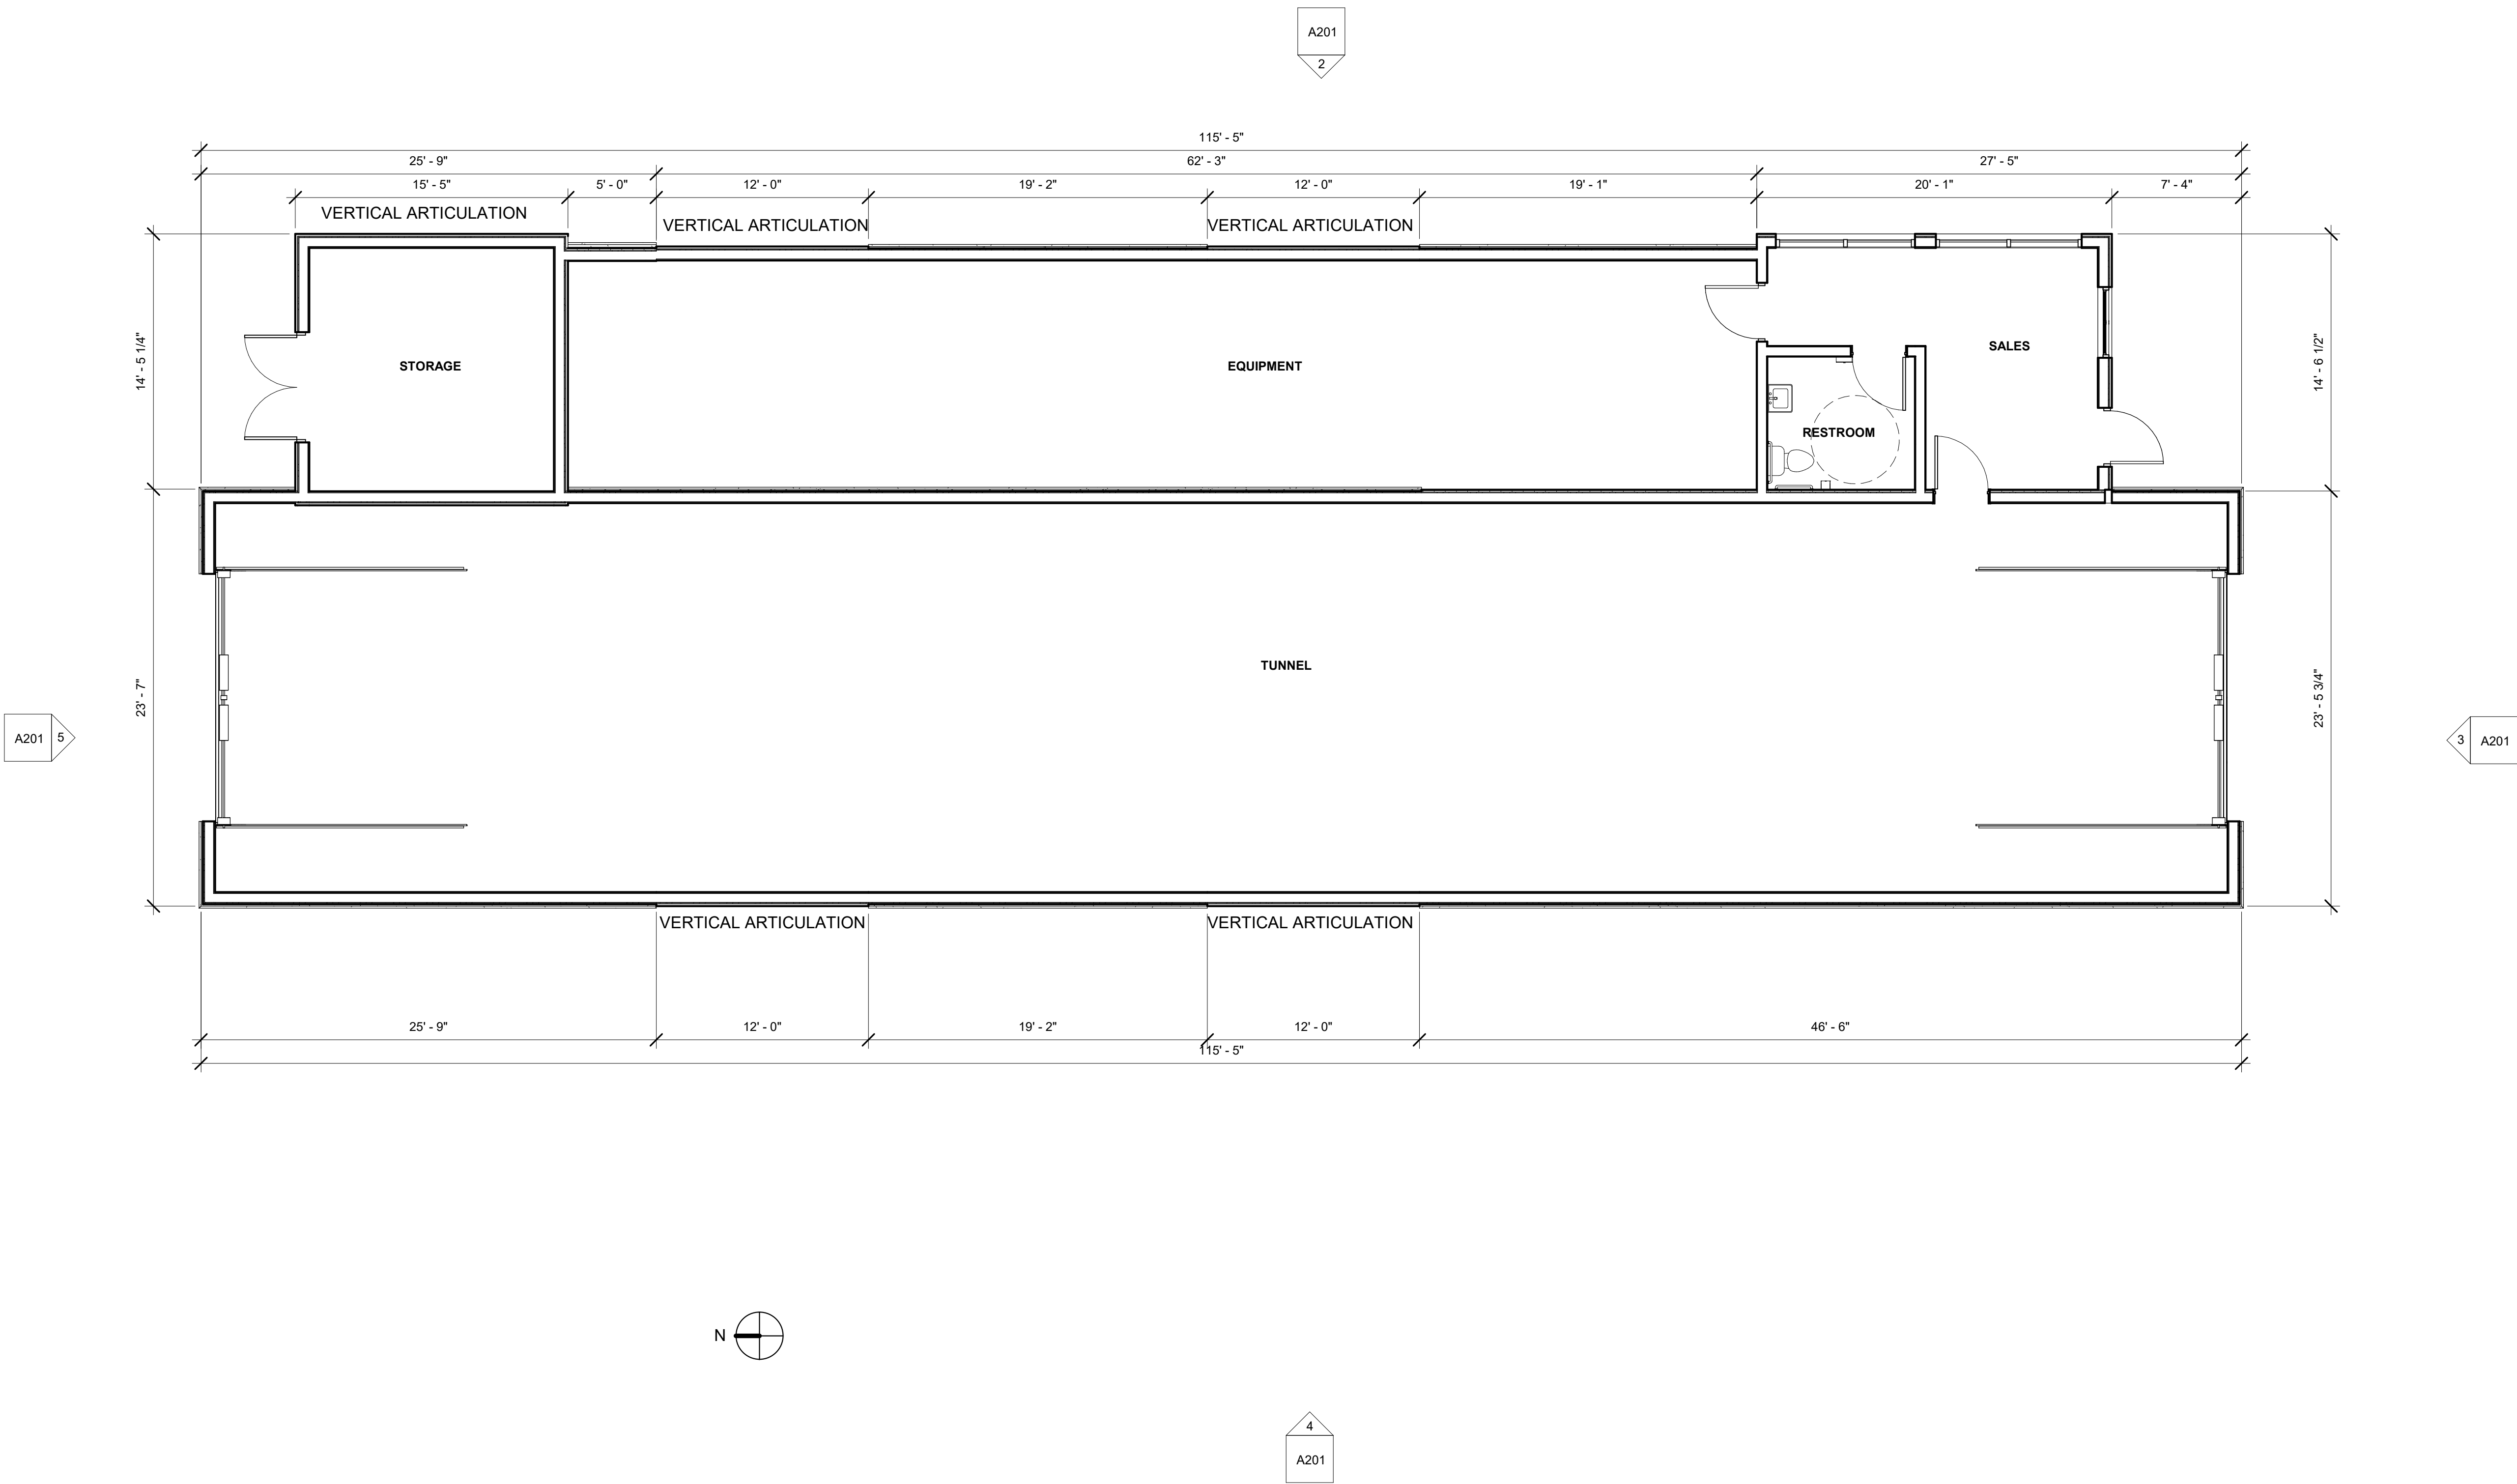 A201
2
115' - 5"
25' - 9"
62' - 3"
27' - 5"
15' - 5"
5' - 0"
12' - 0"
19' - 2"
12' - 0"
19' - 1"
20' - 1"
7' - 4"
VERTICAL ARTICULATION
VERTICAL ARTICULATION
VERTICAL ARTICULATION
14' - 5 1/4"
14' - 6 1/2"
STORAGE
EQUIPMENT
SALES
RESTROOM
TUNNEL
23' - 7"
23' - 5 3/4"
A201
5
3
A201
VERTICAL ARTICULATION
VERTICAL ARTICULATION
25' - 9"
12' - 0"
19' - 2"
12' - 0"
46' - 6"
115' - 5"
N
4
A201